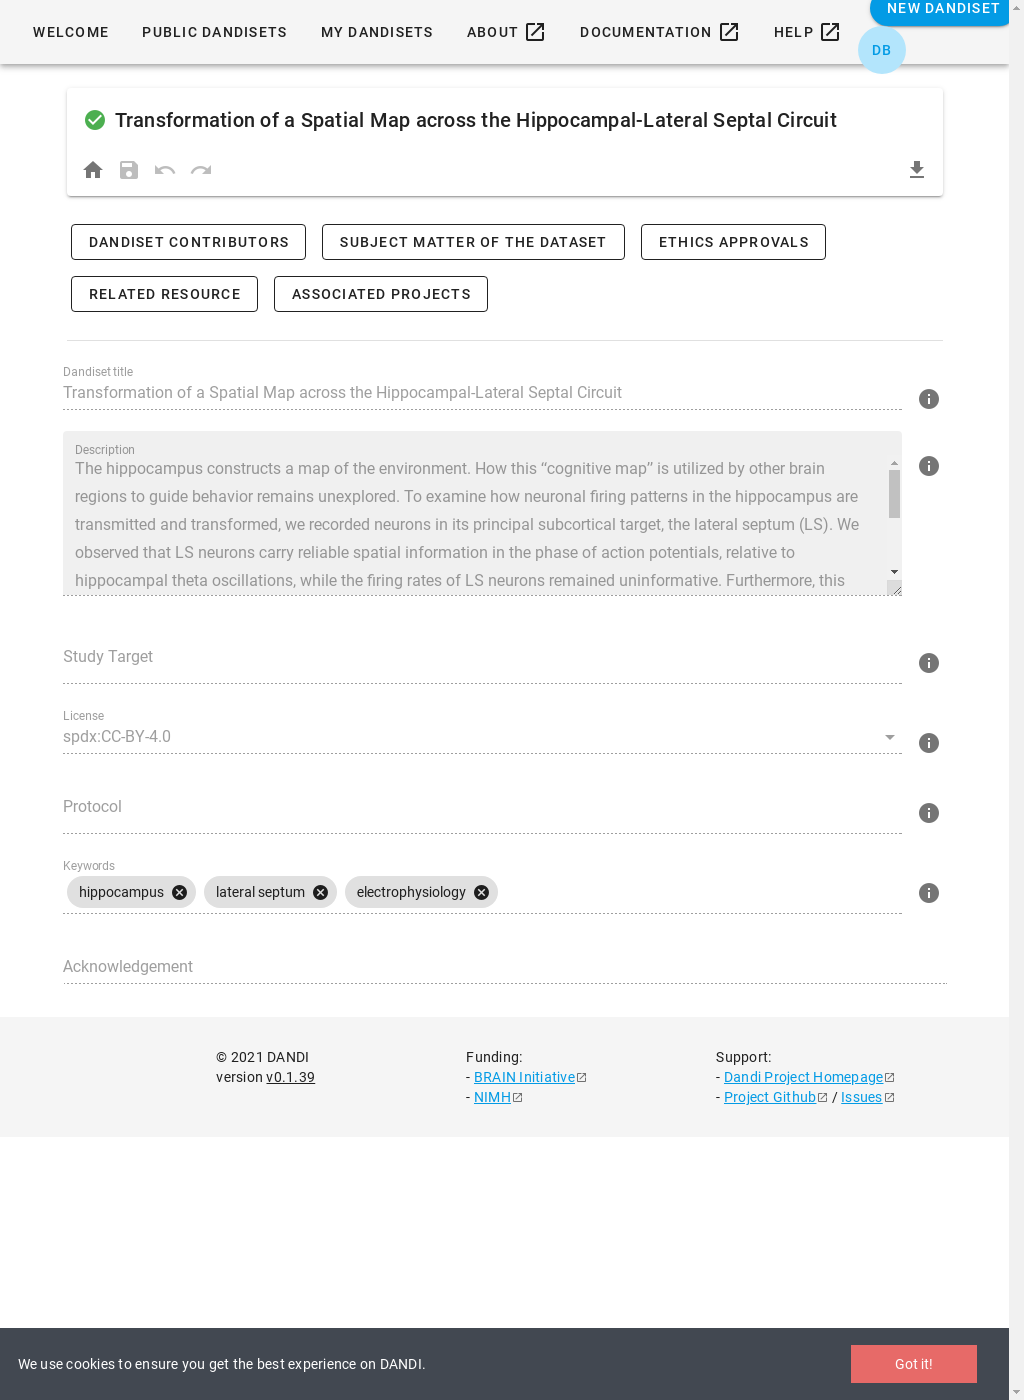 WELCOME PUBLIC DANDISETS MY DANDISETS ABOUT DOCUMENTATION HELP NEW DANDISET
DB
Transformation of a Spatial Map across the Hippocampal-Lateral Septal Circuit
DANDISET CONTRIBUTORS SUBJECT MATTER OF THE DATASET ETHICS APPROVALS
RELATED RESOURCE ASSOCIATED PROJECTS
Dandiset title
Transformation of a Spatial Map across the Hippocampal-Lateral Septal Circuit
Description
The hippocampus constructs a map of the environment. How this “cognitive map” is utilized by other brain
regions to guide behavior remains unexplored. To examine how neuronal firing patterns in the hippocampus are
transmitted and transformed, we recorded neurons in its principal subcortical target, the lateral septum (LS). We
observed that LS neurons carry reliable spatial information in the phase of action potentials, relative to
hippocampal theta oscillations, while the firing rates of LS neurons remained uninformative. Furthermore, this
Study Target
License
spdx:CC-BY-4.0
Protocol
Keywords
hippocampus lateral septum electrophysiology
Acknowledgement
© 2021 DANDI
version v0.1.39
Funding:
- BRAIN Initiative
- NIMH
Support:
- Dandi Project Homepage
- Project Github / Issues
We use cookies to ensure you get the best experience on DANDI.
Got it!